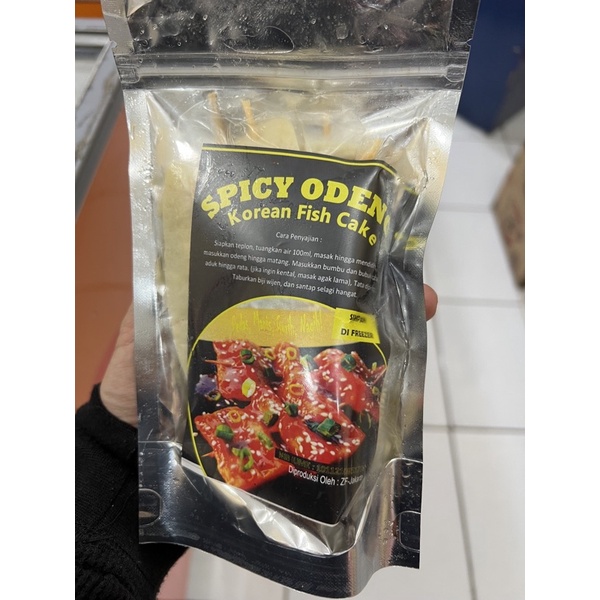 SPICY ODENG
Korean Fish Cake
Cara Penyajian :
Siapkan teplon, tuangkan air 100ml, masak hingga mendidih,
masukkan odeng hingga matang. Masukkan bumbu dan bubuk cabe,
aduk hingga rata. (jika ingin kental, masak agak lama), Tata
Taburkan biji wijen, dan santap selagi hangat.
DI FREEZER
Diproduksi Oleh : ZF-Jakarta